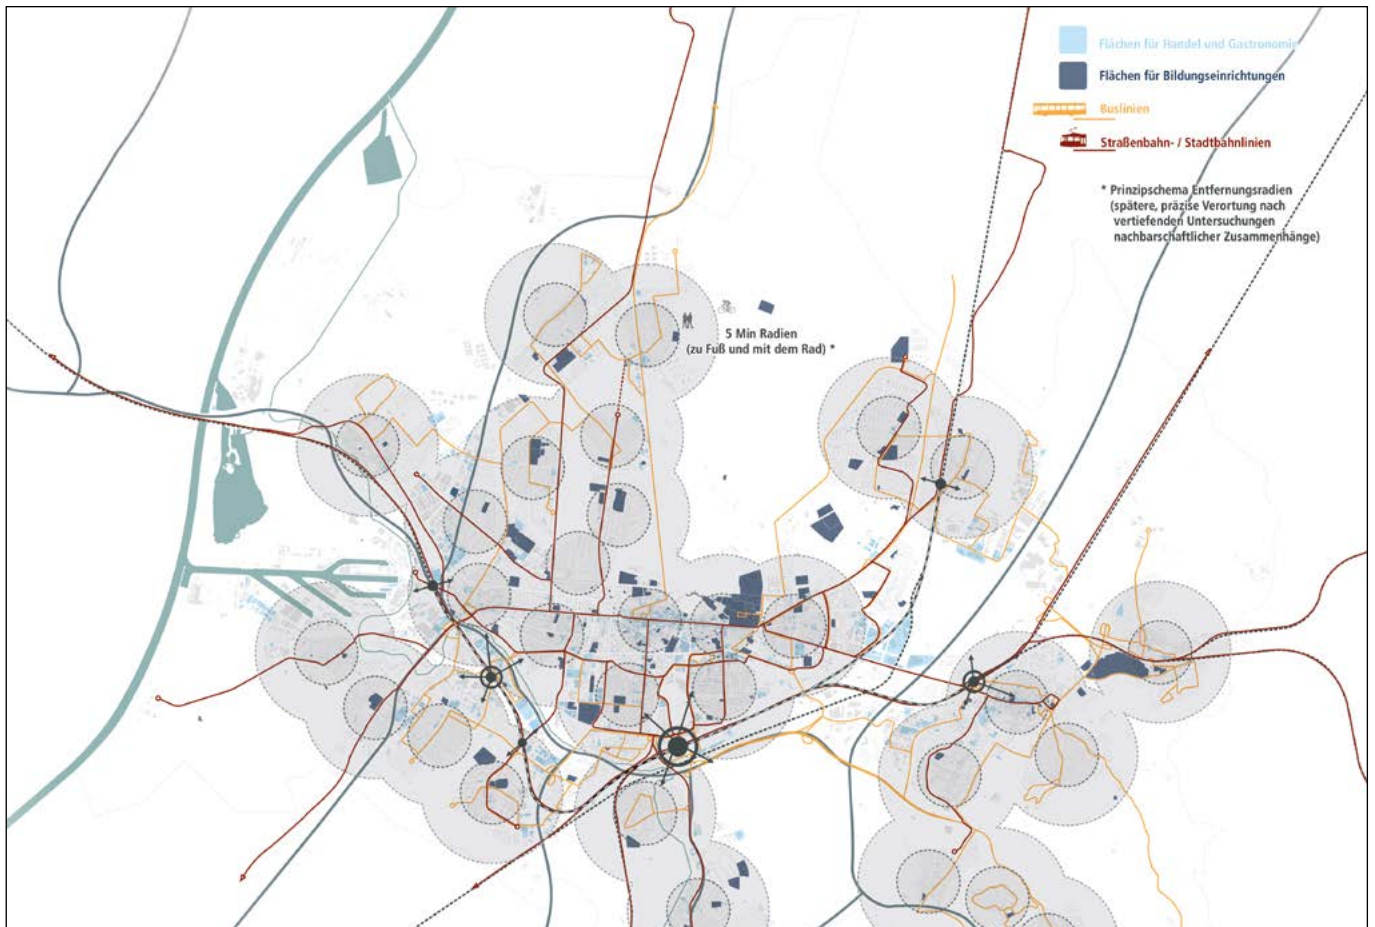 Flächen für Handel und Gastronomie
Flächen für Bildungseinrichtungen
Buslinien
Straßenbahn- / Stadtbahnlinien
* Prinzipschema Entfernungsradien
(spätere, präzise Verortung nach
vertiefenden Untersuchungen
nachbarschaftlicher Zusammenhänge)
5 Min Radien
(zu Fuß und mit dem Rad) *